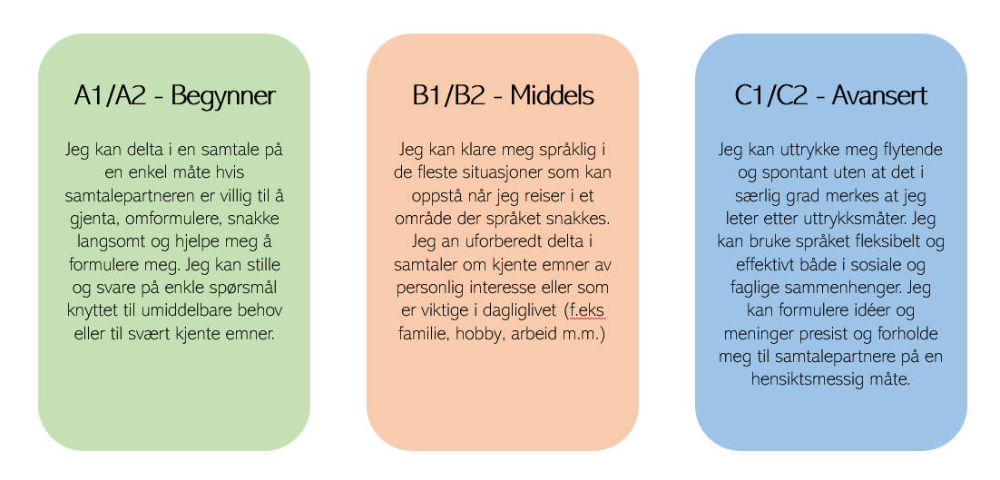 A1/A2 - Begynner
Jeg kan delta i en samtale på
en enkel måte hvis
samtalepartneren er villig til å
gjenta, omformulere, snakke
langsomt og hjelpe meg å
formulere meg. Jeg kan stille
og svare på enkle spørsmål
knyttet til umiddelbare behov
eller til svært kjente emner.
B1/B2 - Middels
Jeg kan klare meg språklig i
de fleste situasjoner som kan
oppstå når jeg reiser i et
område der språket snakkes.
Jeg an uforberedt delta i
samtaler om kjente emner av
personlig interesse eller som
er viktige i dagliglivet (f.eks
familie, hobby, arbeid m.m.)
C1/C2 - Avansert
Jeg kan uttrykke meg flytende
og spontant uten at det i
særlig grad merkes at jeg
leter etter uttrykksmåter. Jeg
kan bruke språket fleksibelt og
effektivt både i sosiale og
faglige sammenhenger. Jeg
kan formulere idéer og
meninger presist og forholde
meg til samtalepartnere på en
hensiktsmessig måte.